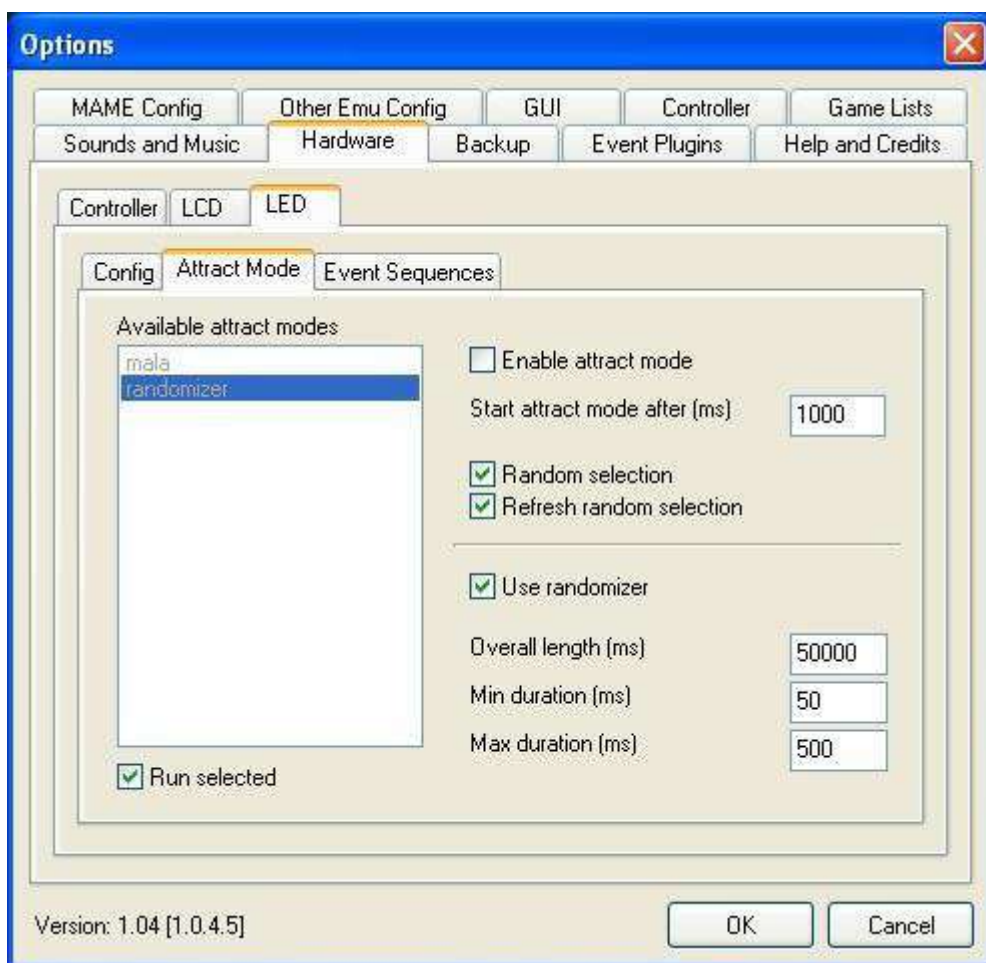 Options
MAME Config Other Emu Config GUI Controller Game Lists
Sounds and Music Hardware Backup Event Plugins Help and Credits
Controller LCD LED
Config Attract Mode Event Sequences
Available attract modes
mala
randomizer
Run selected
Enable attract mode
Start attract mode after (ms) 1000
Random selection
Refresh random selection
Use randomizer
Overall length (ms) 50000
Min duration (ms) 50
Max duration (ms) 500
Version: 1.04 [1.0.4.5] OK Cancel